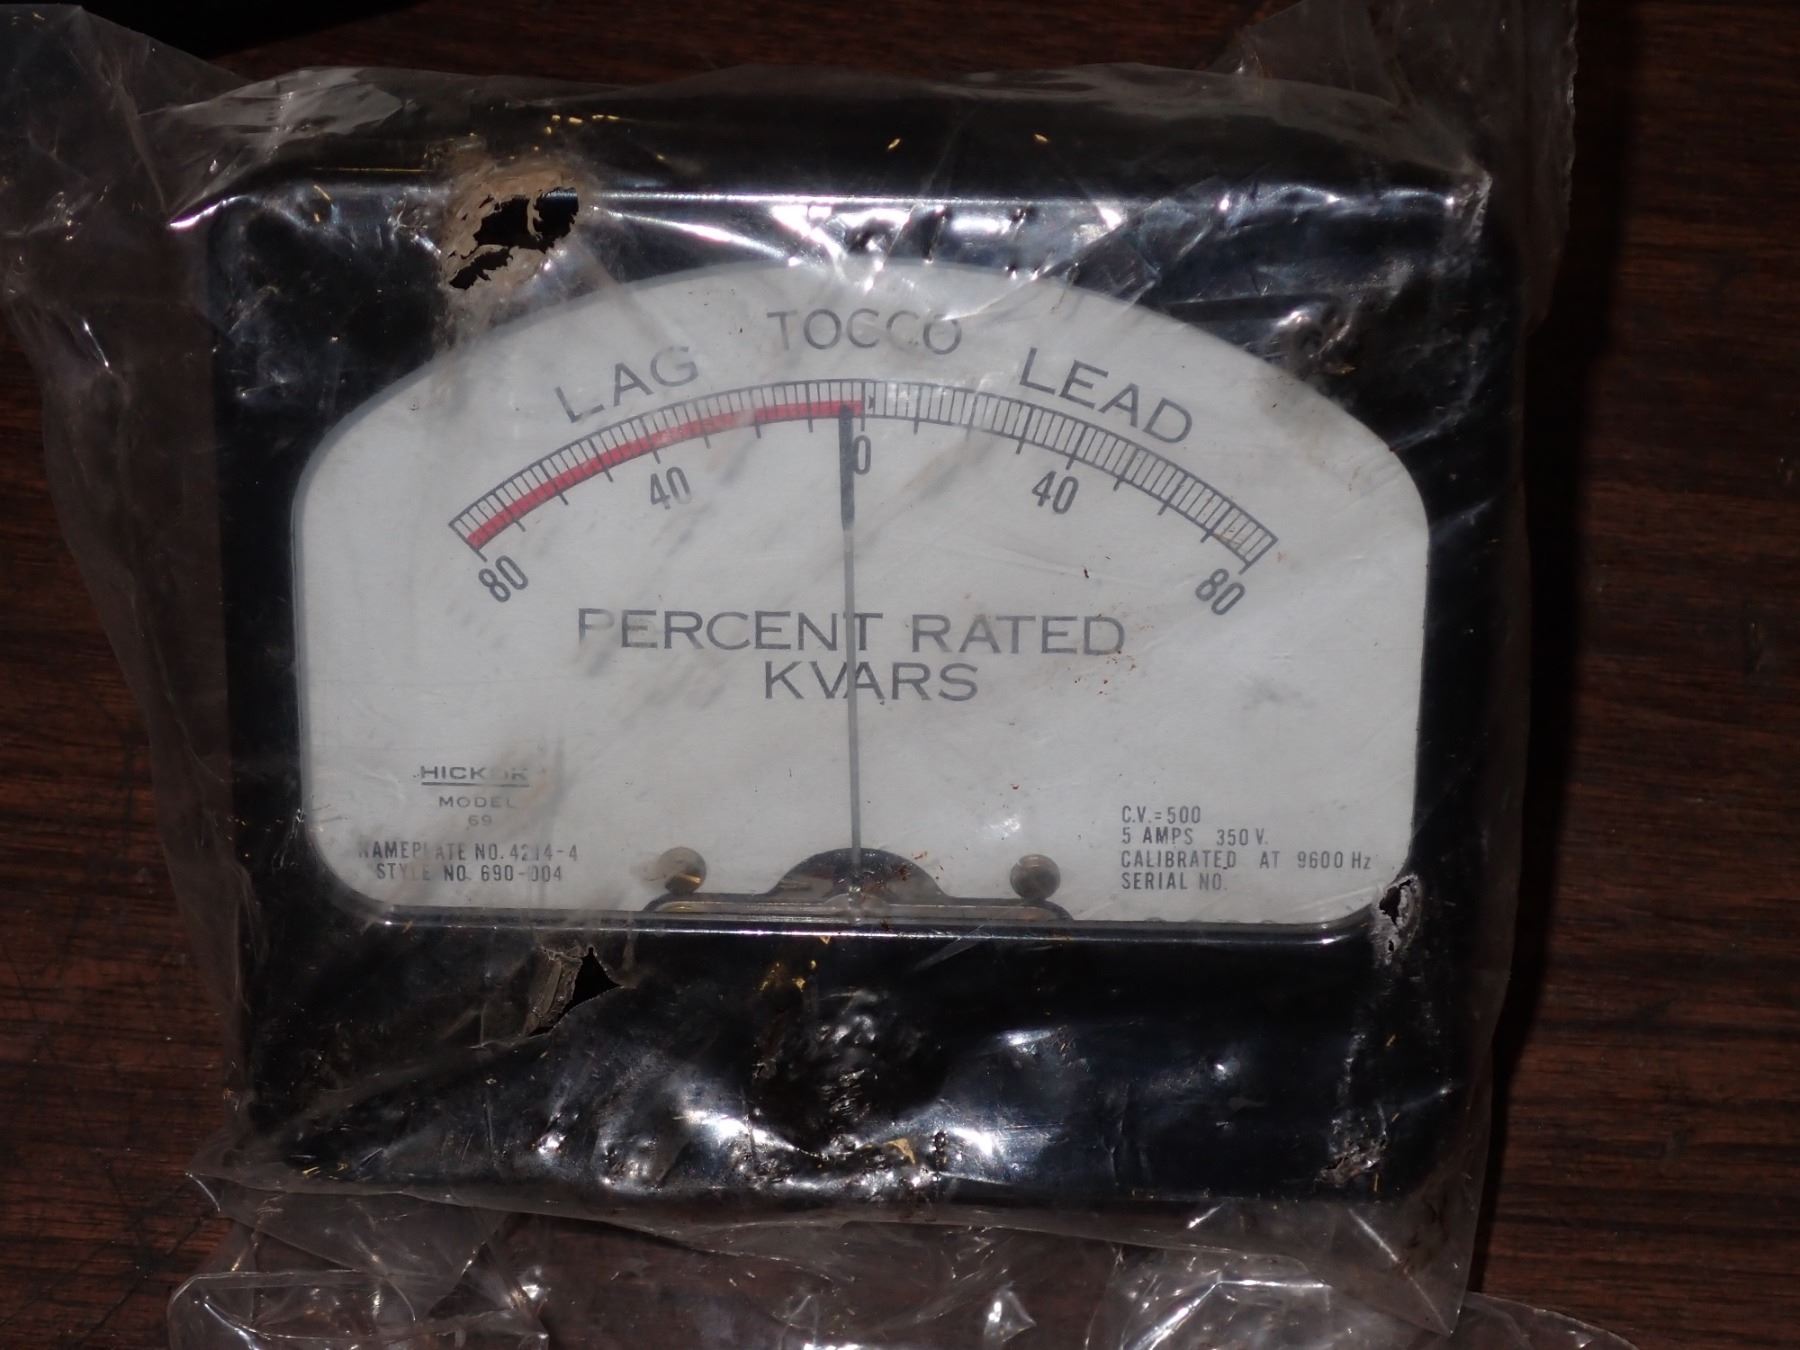 TOCCO
LAG LEAD
80 40 0 40 80
PERCENT RATED
KVARS
HICKOK
MODEL
69
NAMEPLATE NO. 4214-4
STYLE NO. 690-004
C.V.=500
5 AMPS 350 V.
CALIBRATED AT 9600 Hz
SERIAL NO.